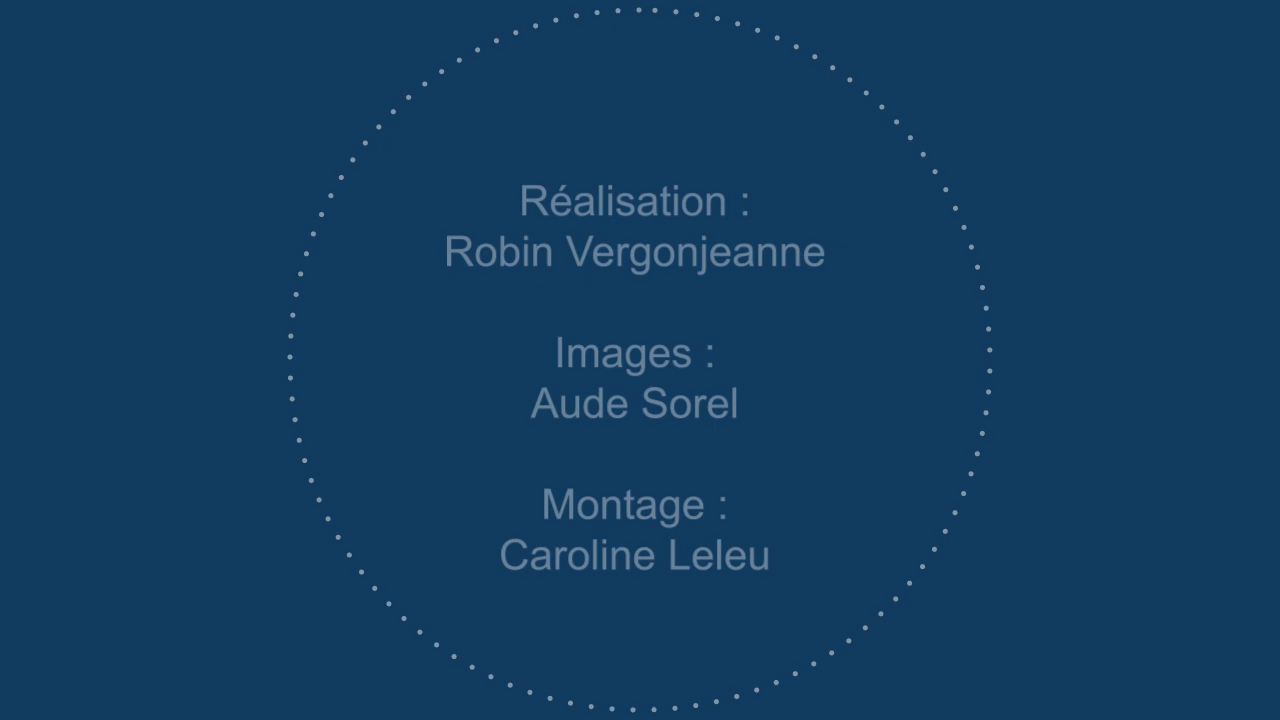 Réalisation :
Robin Vergonjeanne
Images :
Aude Sorel
Montage :
Caroline Leleu